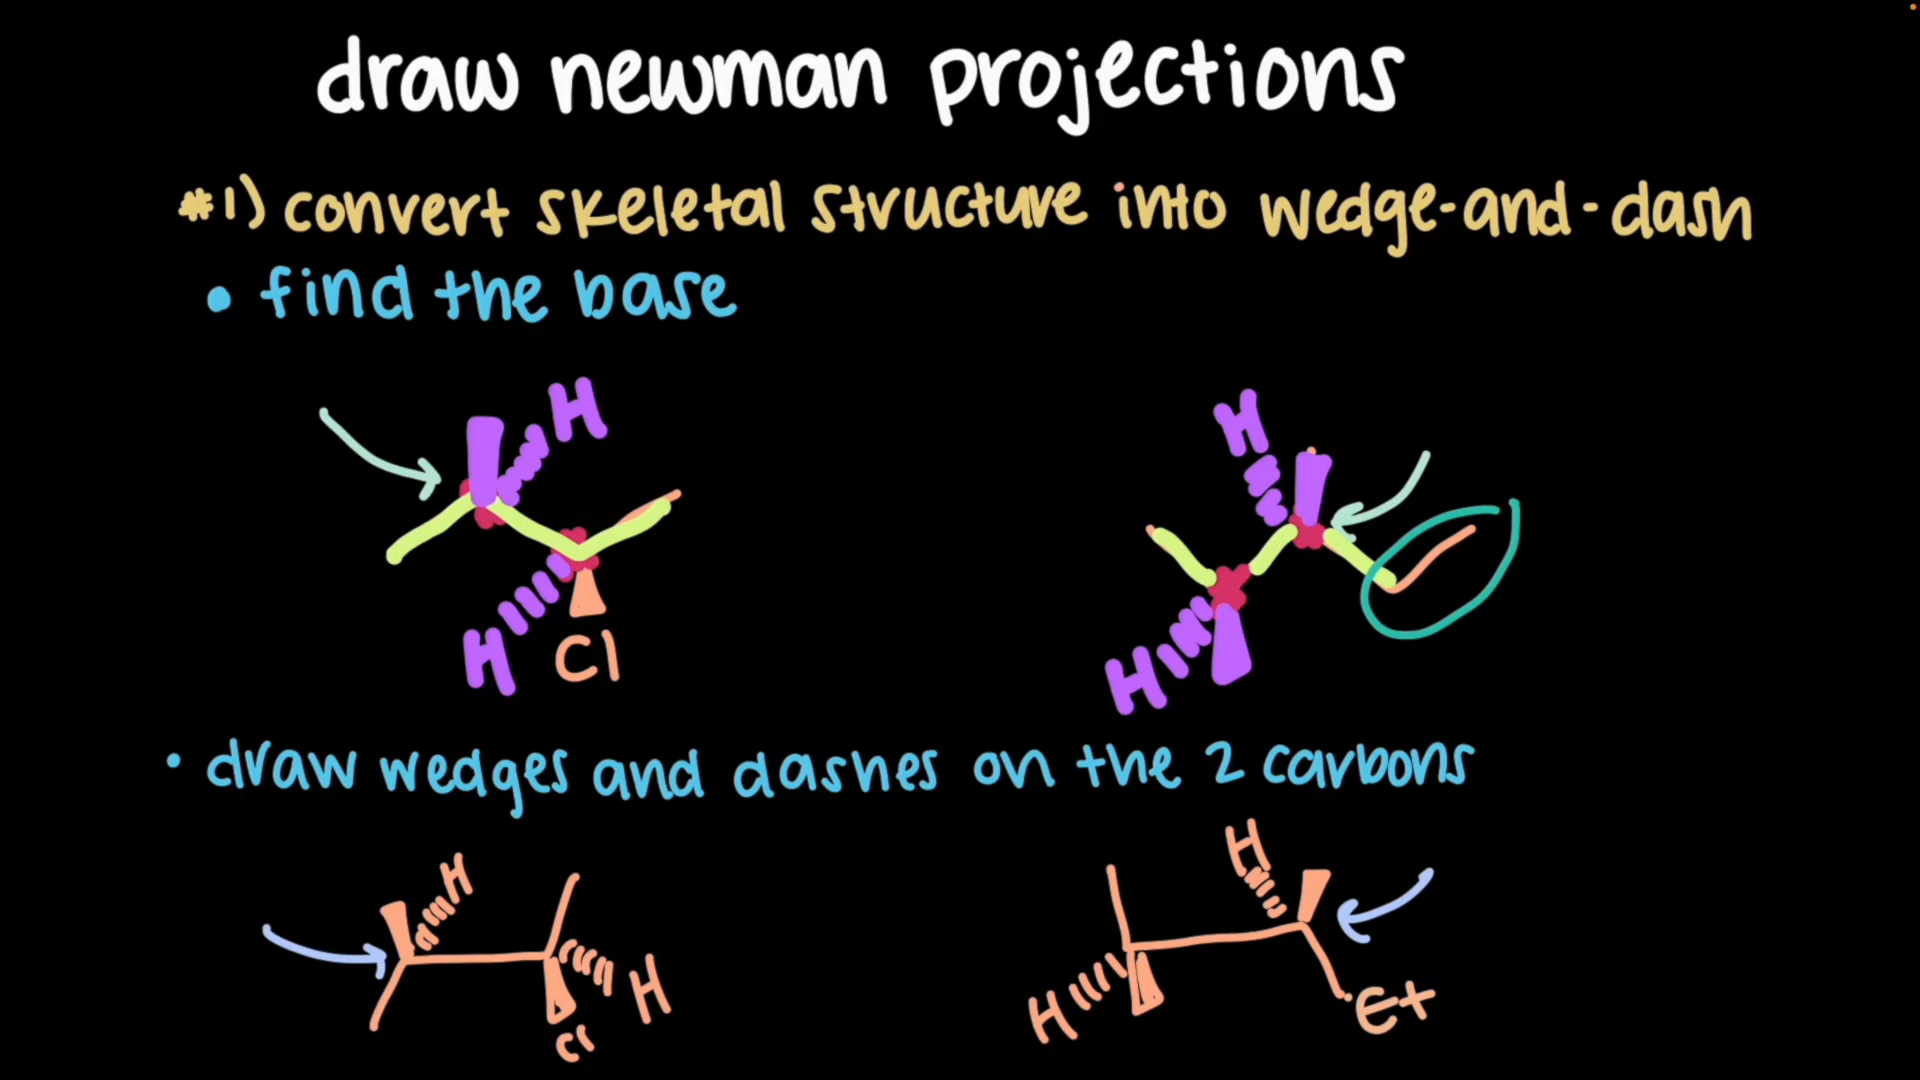 draw newman projections
#1) convert skeletal structure into wedge-and-dash
• find the base
H
H
H
Cl
H
• draw wedges and dashes on the 2 carbons
H
H
H
Cl
H
Et